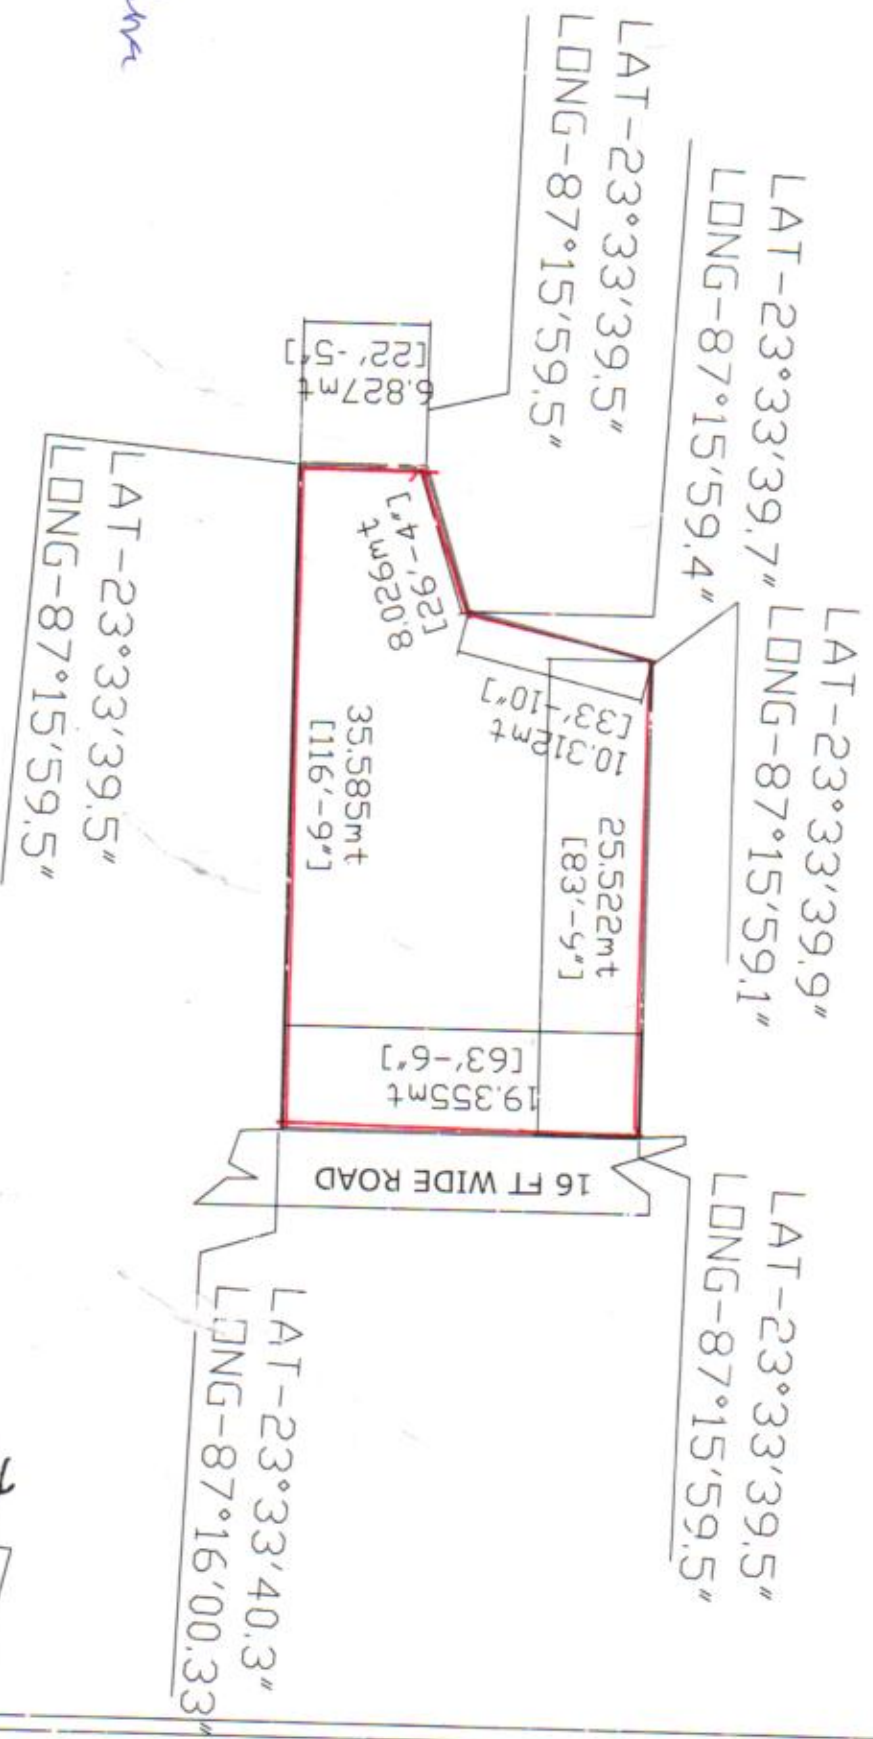 LAT-23°33'39.9"
LONG-87°15'59.1"
LAT-23°33'39.7"
LONG-87°15'59.4"
LAT-23°33'39.5"
LONG-87°15'59.5"
6.827mt
[22'-5"]
8.026mt
[26'-4"]
10.312mt
[33'-10"]
25.522mt
[83'-9"]
35.585mt
[116'-9"]
19.355mt
[63'-6"]
16 FT WIDE ROAD
LAT-23°33'39.5"
LONG-87°15'59.5"
LAT-23°33'39.5"
LONG-87°15'59.5"
LAT-23°33'40.3"
LONG-87°16'00.33"